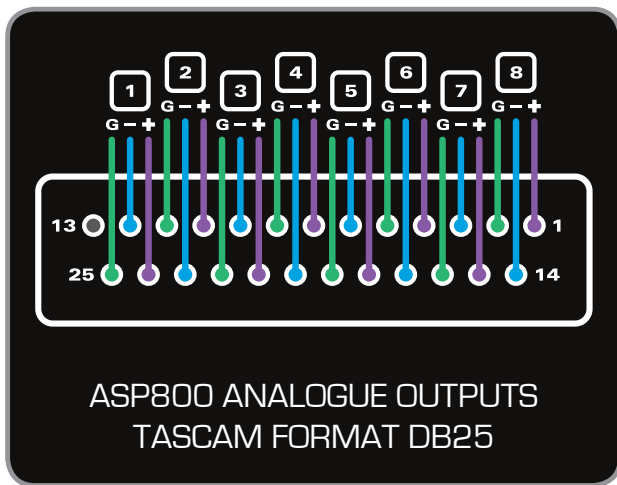 2 4 6 8
1 3 5 7
G − + G − + G − + G − +
G − + G − + G − + G − +
13 1
25 14
ASP800 ANALOGUE OUTPUTS
TASCAM FORMAT DB25